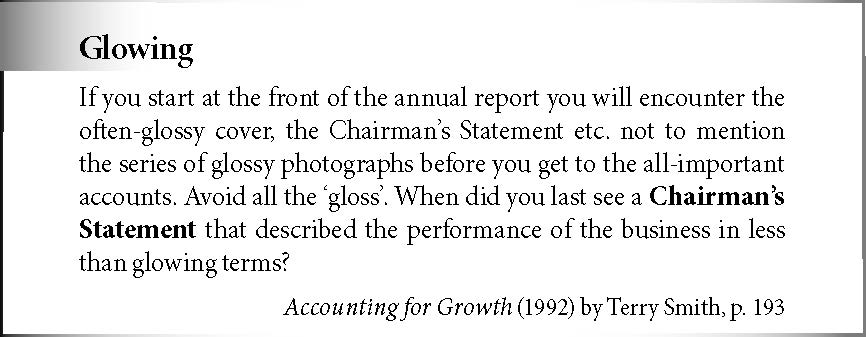 Glowing
If you start at the front of the annual report you will encounter the
often-glossy cover, the Chairman’s Statement etc. not to mention
the series of glossy photographs before you get to the all-important
accounts. Avoid all the ‘gloss’. When did you last see a Chairman’s
Statement that described the performance of the business in less
than glowing terms?
Accounting for Growth (1992) by Terry Smith, p. 193